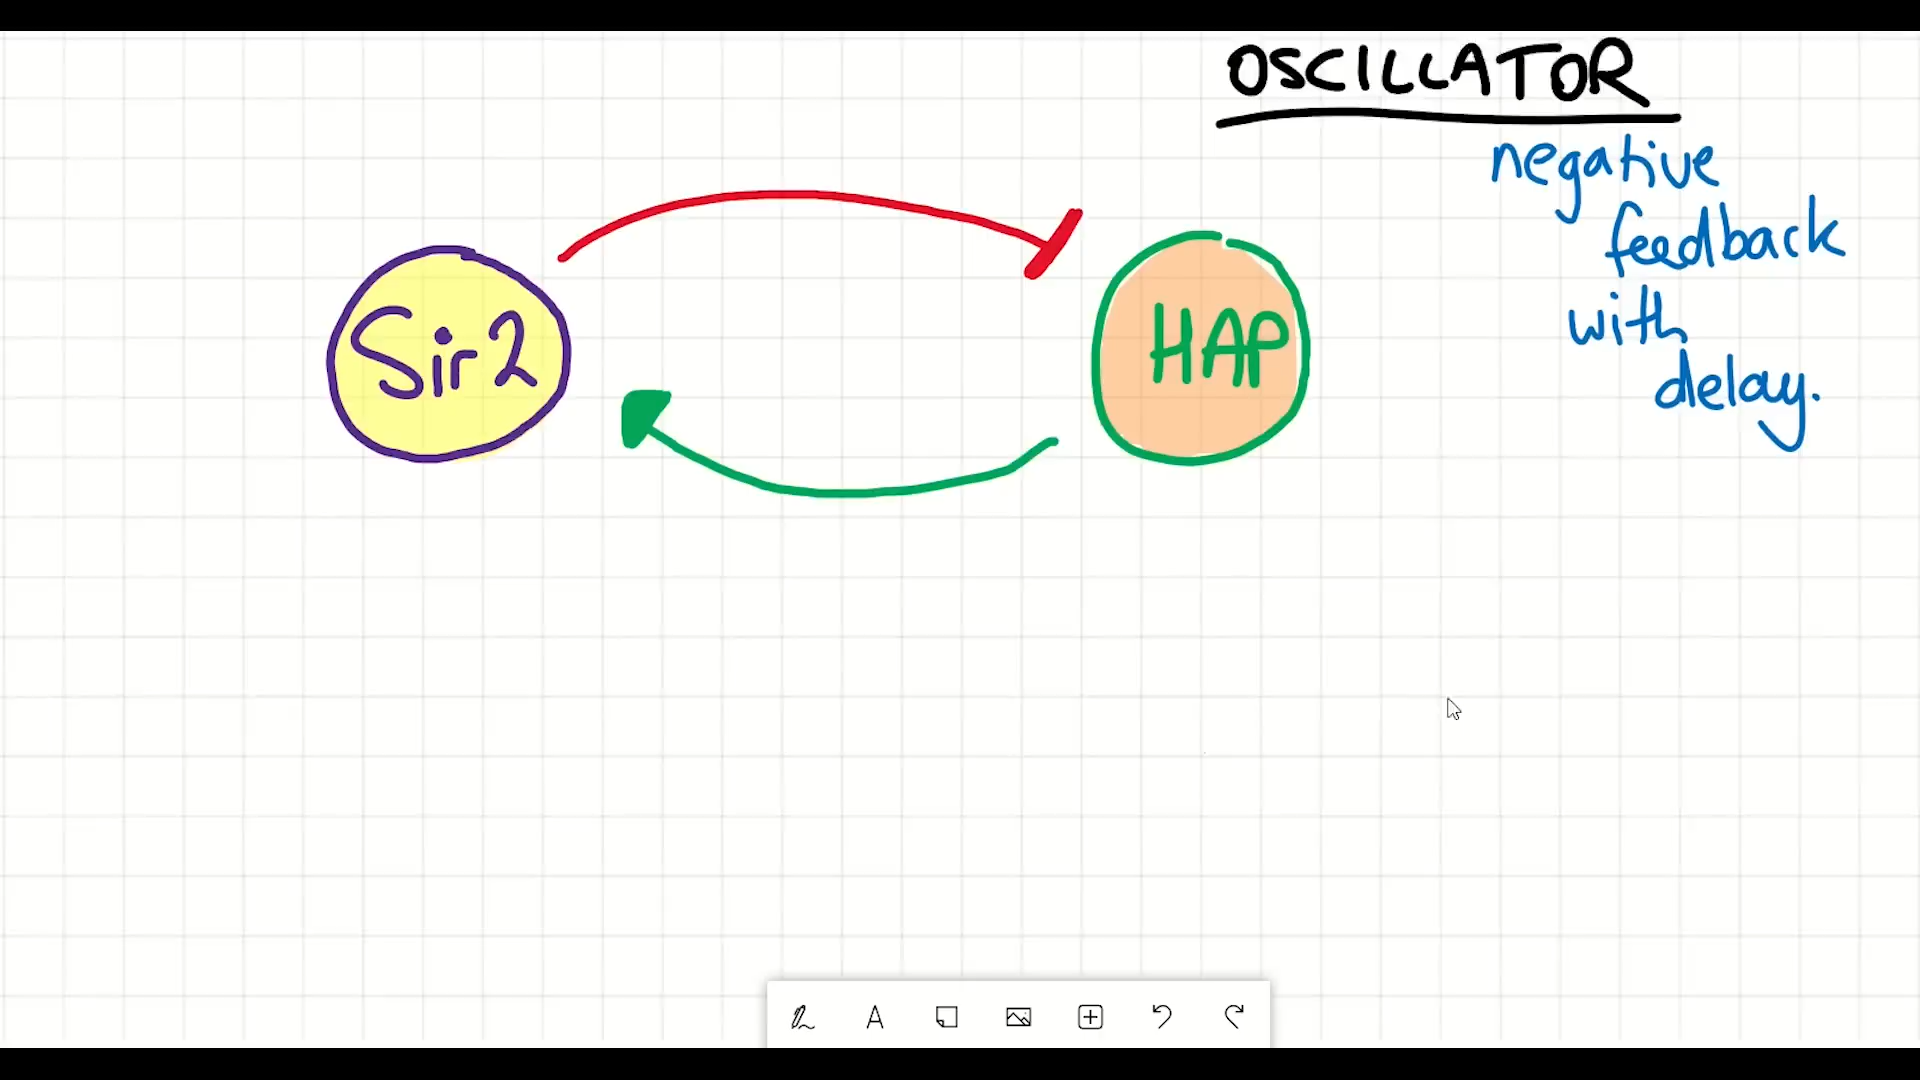 OSCILLATOR
negative
feedback
with
delay.
Sir2
HAP
A